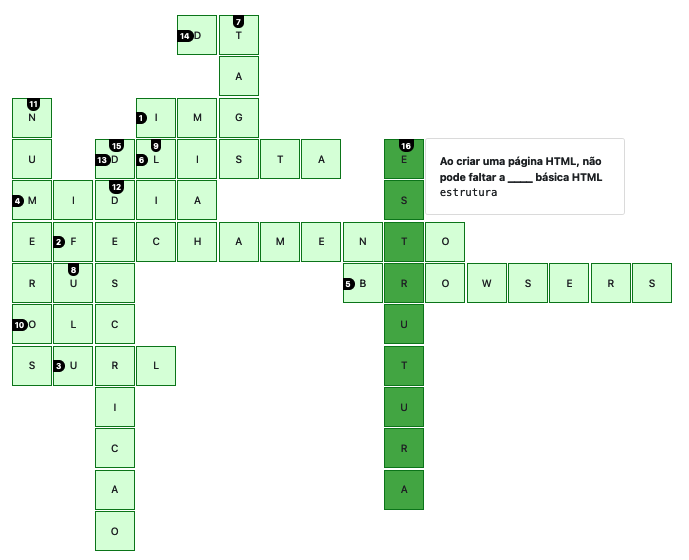 14 D 7 T
A
11 N 1 I M G
U 15 13 D 9 6 L I S T A 16 E
4 M I 12 D I A S
E 2 F E C H A M E N T O
R 8 U S 5 B R O W S E R S
10 O L C U
S 3 U R L T
I U
C R
A A
O
Ao criar uma página HTML, não
pode faltar a _____ básica HTML
estrutura